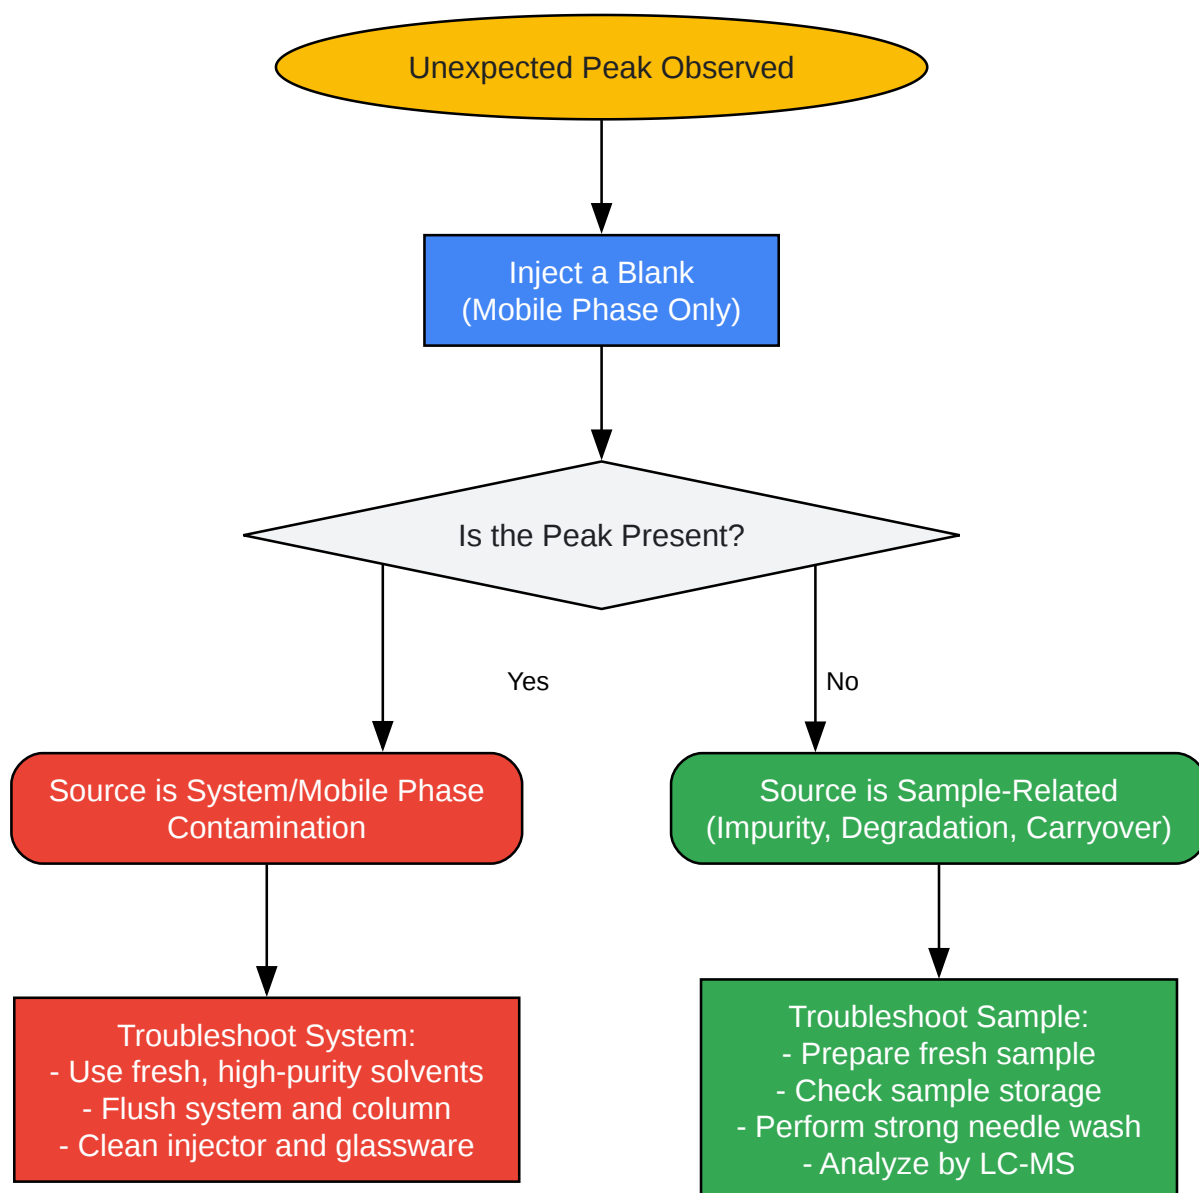 Unexpected Peak Observed
Inject a Blank
(Mobile Phase Only)
Is the Peak Present?
Yes
No
Source is System/Mobile Phase
Contamination
Source is Sample-Related
(Impurity, Degradation, Carryover)
Troubleshoot System:
- Use fresh, high-purity solvents
- Flush system and column
- Clean injector and glassware
Troubleshoot Sample:
- Prepare fresh sample
- Check sample storage
- Perform strong needle wash
- Analyze by LC-MS